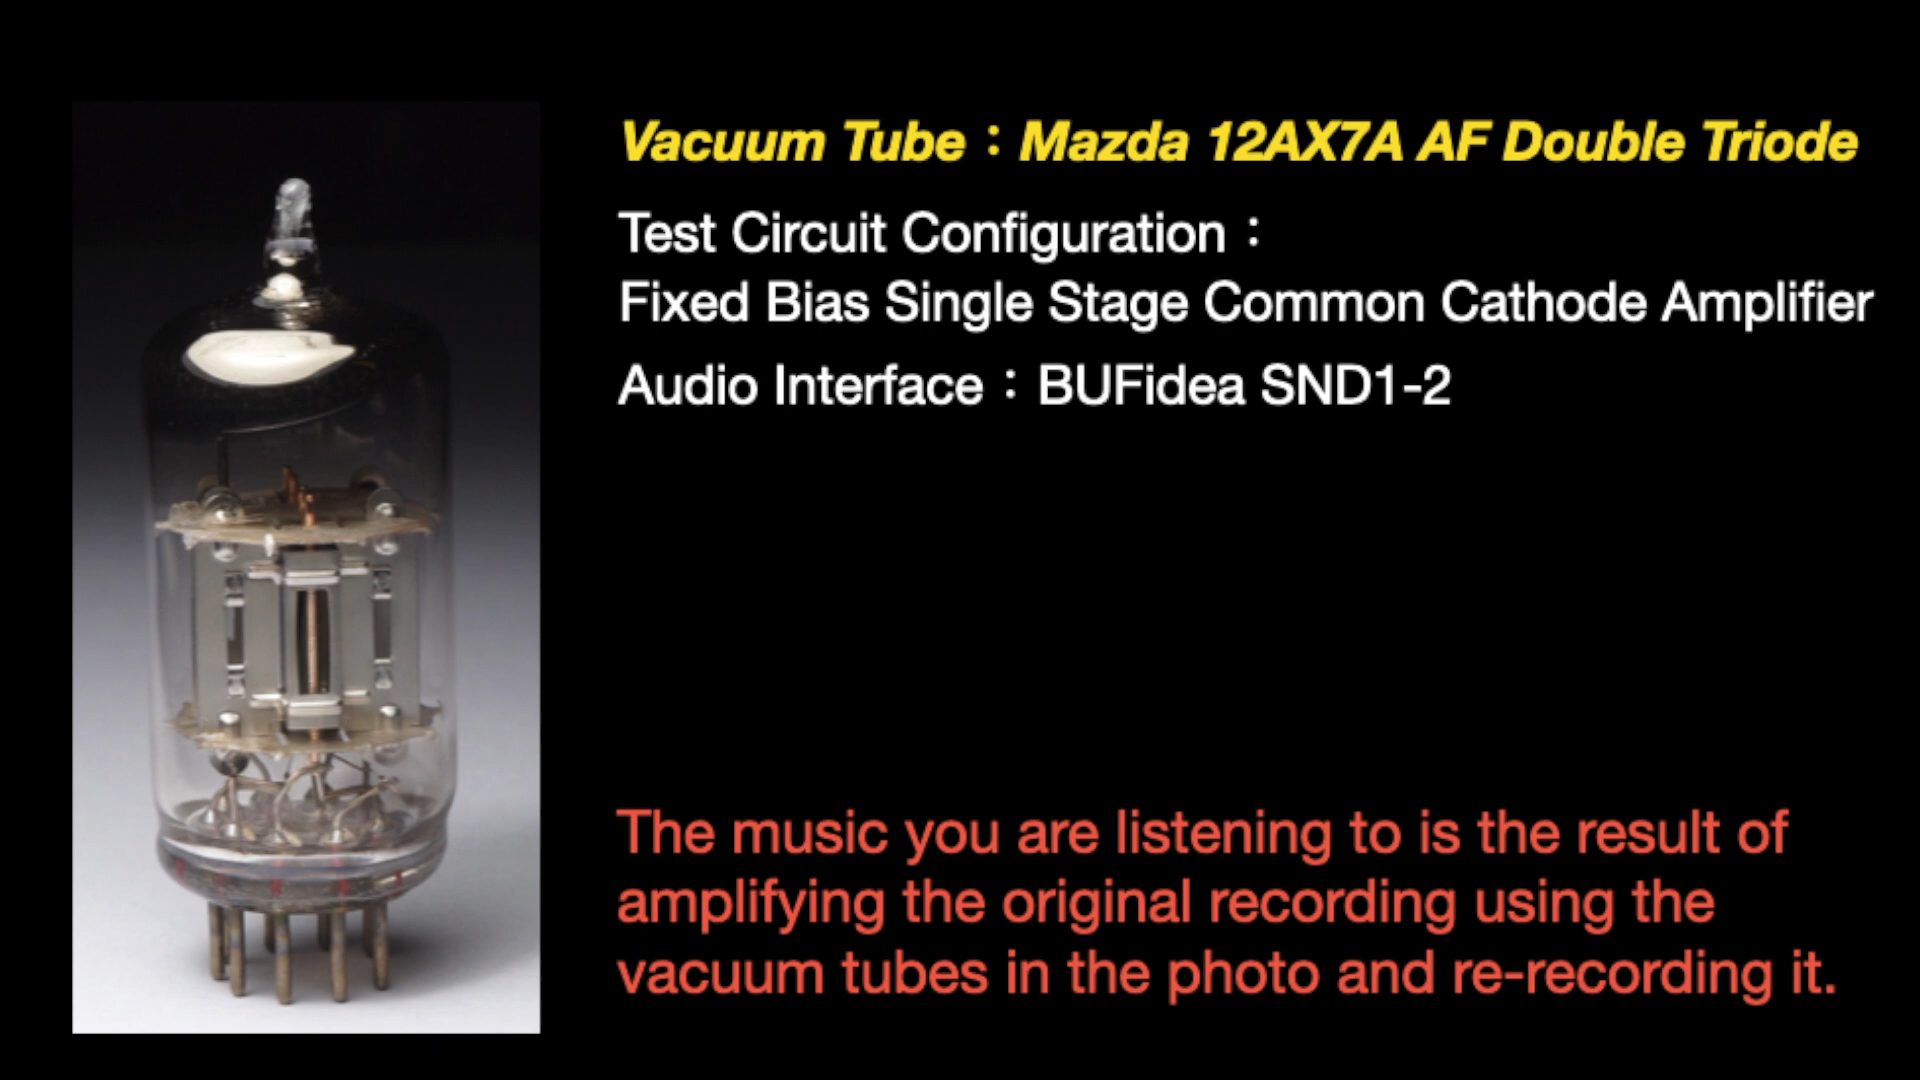 Vacuum Tube：Mazda 12AX7A AF Double Triode
Test Circuit Configuration：
Fixed Bias Single Stage Common Cathode Amplifier
Audio Interface：BUFidea SND1-2
The music you are listening to is the result of
amplifying the original recording using the
vacuum tubes in the photo and re-recording it.